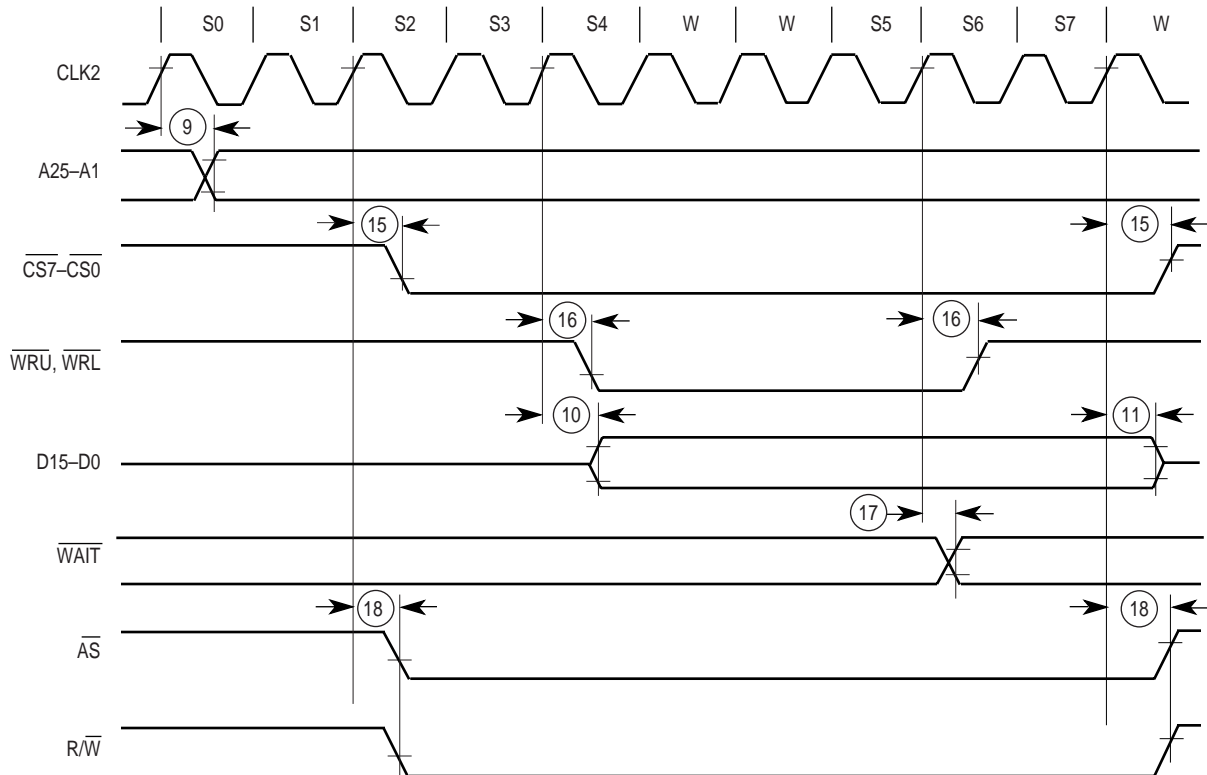 S0 S1 S2 S3 S4 W W S5 S6 S7 W
CLK2
9
A25–A1
15 15
CS7–CS0
16 16
WRU, WRL
10 11
D15–D0
17
WAIT
18 18
AS
R/W